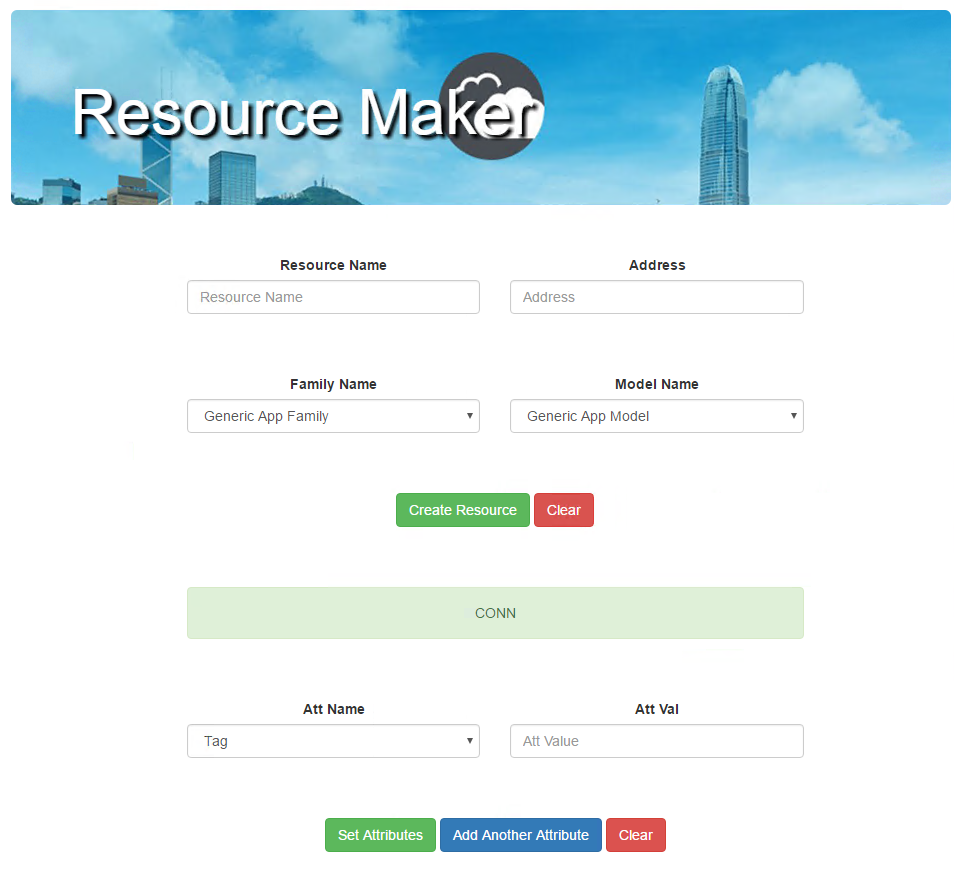 Resource Maker
Resource Name Address
Resource Name Address
Family Name Model Name
Generic App Family Generic App Model
Create Resource Clear
CONN
Att Name Att Val
Tag Att Value
Set Attributes Add Another Attribute Clear